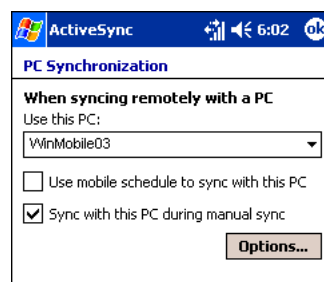 ActiveSync 6:02 ok
PC Synchronization
When syncing remotely with a PC
Use this PC:
WinMobile03
Use mobile schedule to sync with this PC
Sync with this PC during manual sync
Options...